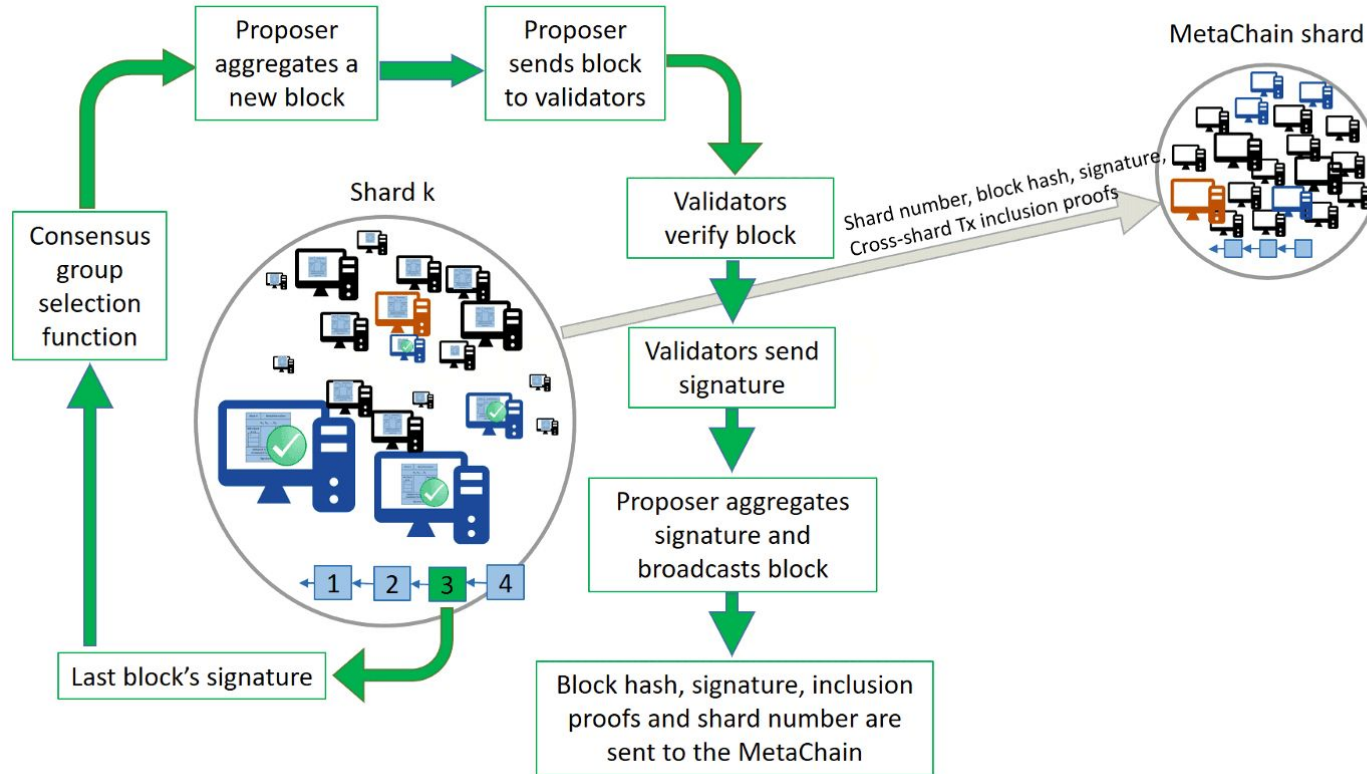 Proposer
aggregates a
new block
Proposer
sends block
to validators
MetaChain shard
Shard k
Validators
verify block
Shard number, block hash, signature,
Cross-shard Tx inclusion proofs
Consensus
group
selection
function
Validators send
signature
Proposer aggregates
signature and
broadcasts block
1 2 3 4
Last block's signature
Block hash, signature, inclusion
proofs and shard number are
sent to the MetaChain